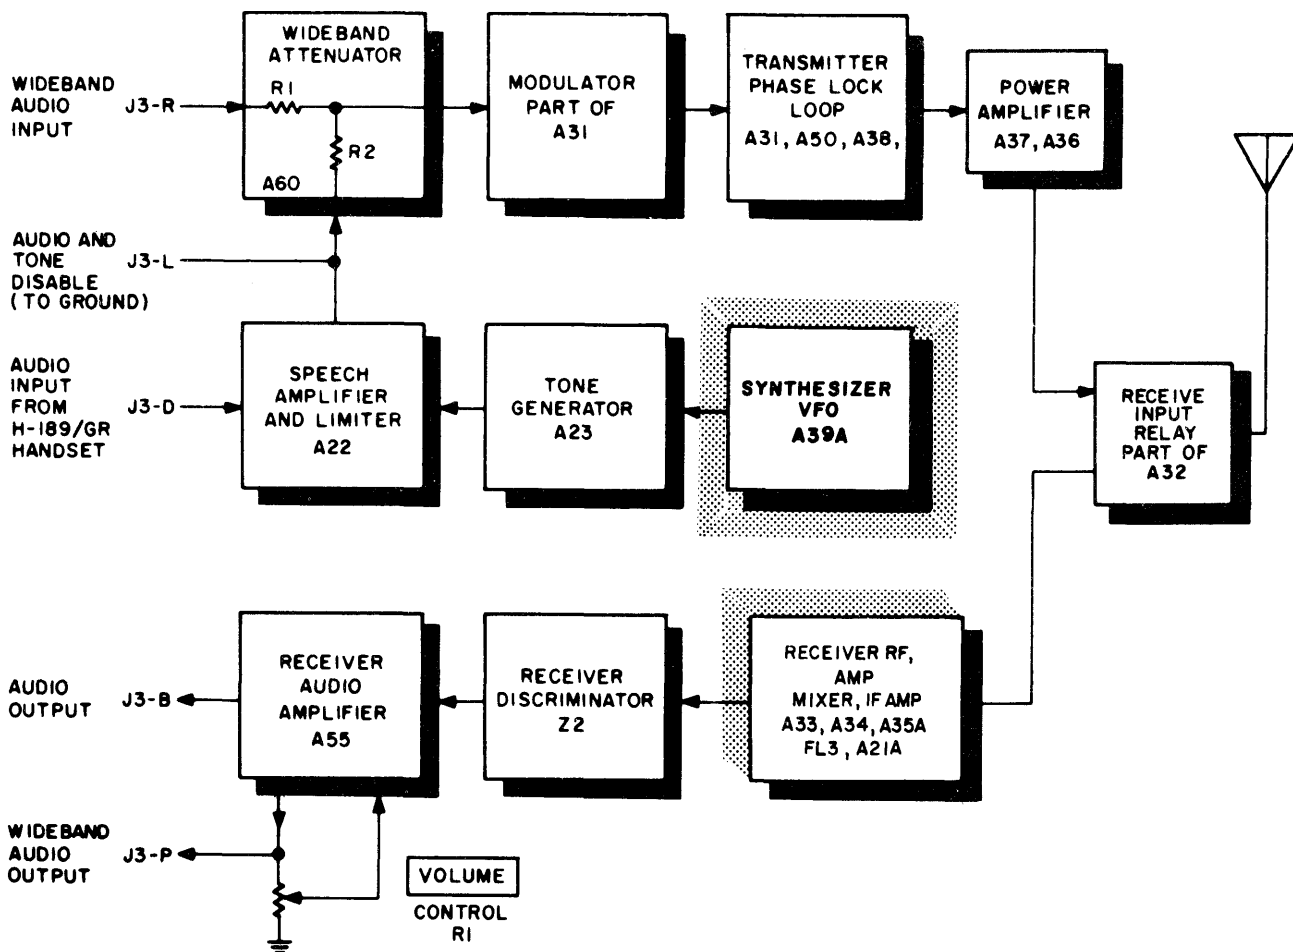 WIDEBAND
AUDIO
INPUT
J3-R
WIDEBAND
ATTENUATOR
R1
R2
A60
MODULATOR
PART OF
A31
TRANSMITTER
PHASE LOCK
LOOP
A31, A50, A38,
POWER
AMPLIFIER
A37, A36
AUDIO AND
TONE
DISABLE
(TO GROUND)
J3-L
AUDIO
INPUT
FROM
H-189/GR
HANDSET
J3-D
SPEECH
AMPLIFIER
AND LIMITER
A22
TONE
GENERATOR
A23
SYNTHESIZER
VFO
A39A
RECEIVE
INPUT
RELAY
PART OF
A32
AUDIO
OUTPUT
J3-B
RECEIVER
AUDIO
AMPLIFIER
A55
RECEIVER
DISCRIMINATOR
Z2
RECEIVER RF,
AMP
MIXER, IF AMP
A33, A34, A35A
FL3, A21A
WIDEBAND
AUDIO
OUTPUT
J3-P
VOLUME
CONTROL
R1